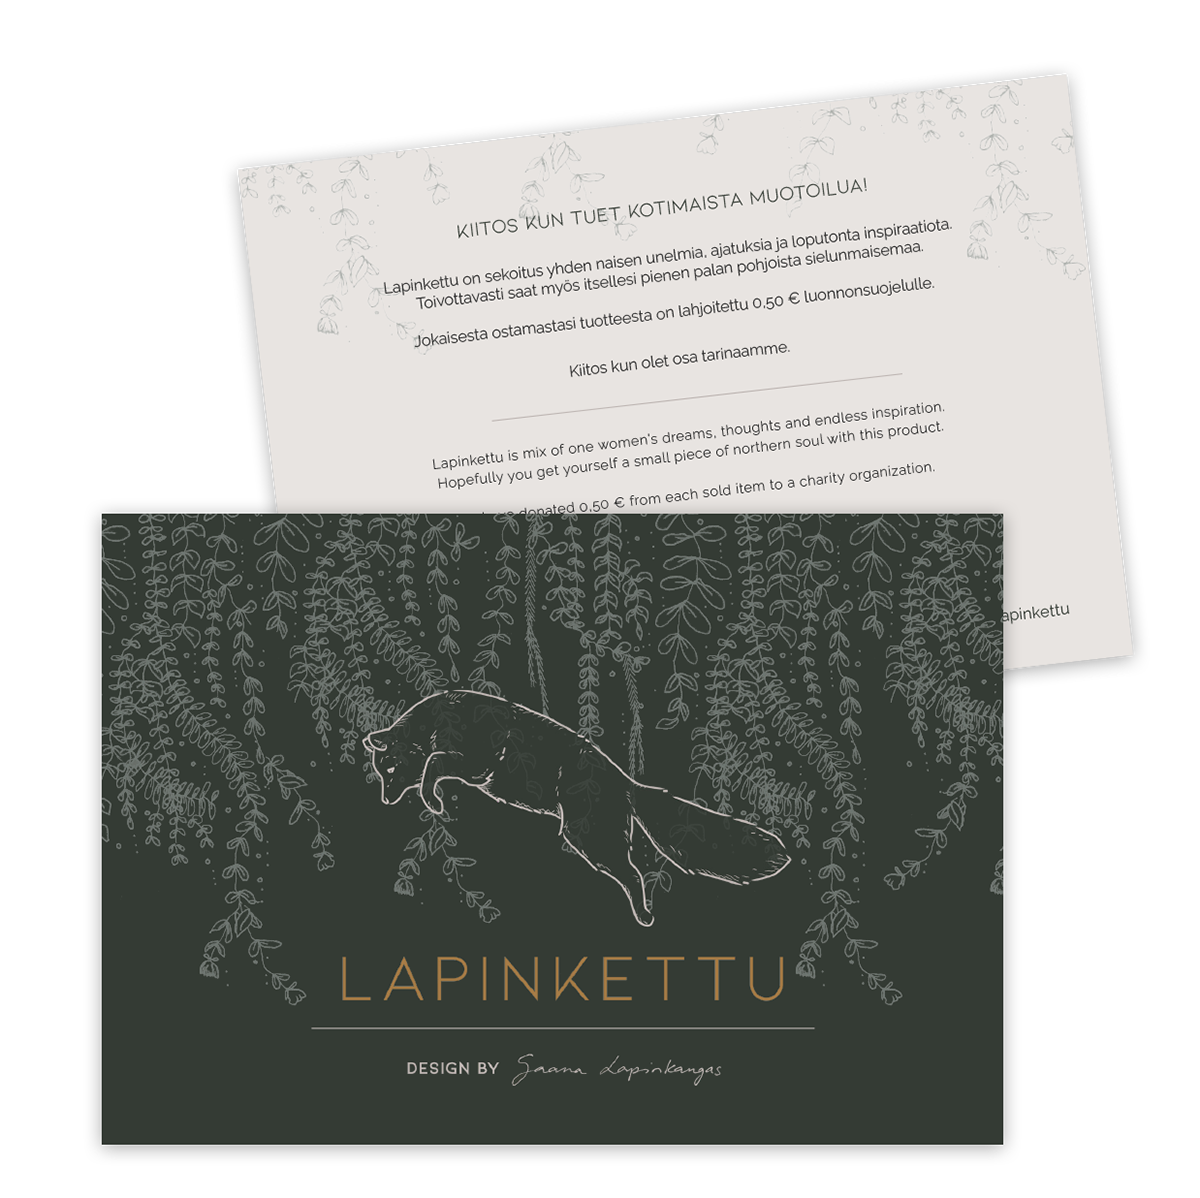 KIITOS KUN TUET KOTIMAISTA MUOTOILUA!
Lapinkettu on sekoitus yhden naisen unelmia, ajatuksia ja loputonta inspiraatiota.
Toivottavasti saat myös itsellesi pienen palan pohjoista sielunmaisemaa.
Jokaisesta ostamastasi tuotteesta on lahjoitettu 0,50 € luonnonsuojelulle.
Kiitos kun olet osa tarinaamme.
Lapinkettu is mix of one women's dreams, thoughts and endless inspiration.
Hopefully you get yourself a small piece of northern soul with this product.
donated 0,50 € from each sold item to a charity organization.
apinkettu
LAPINKETTU
DESIGN BY Saana Lapinkangas